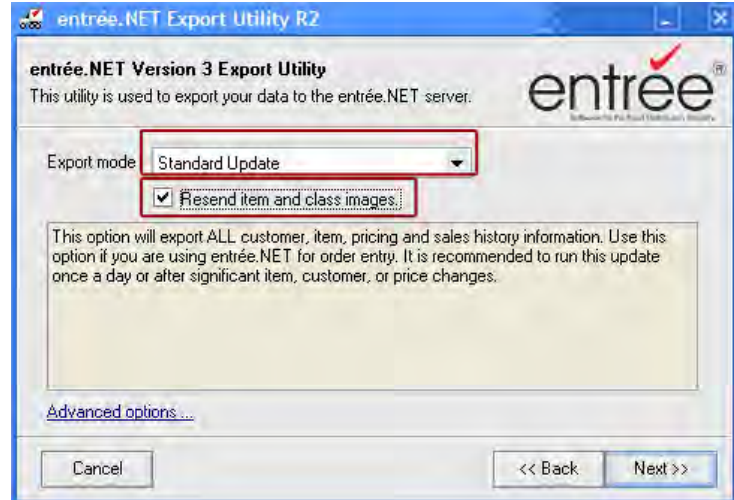 entrée.NET Export Utility R2
entrée.NET Version 3 Export Utility
This utility is used to export your data to the entrée.NET server.
entrée®
Export mode Standard Update
Resend item and class images.
This option will export ALL customer, item, pricing and sales history information. Use this
option if you are using entrée.NET for order entry. It is recommended to run this update
once a day or after significant item, customer, or price changes.
Advanced options ...
Cancel << Back Next >>